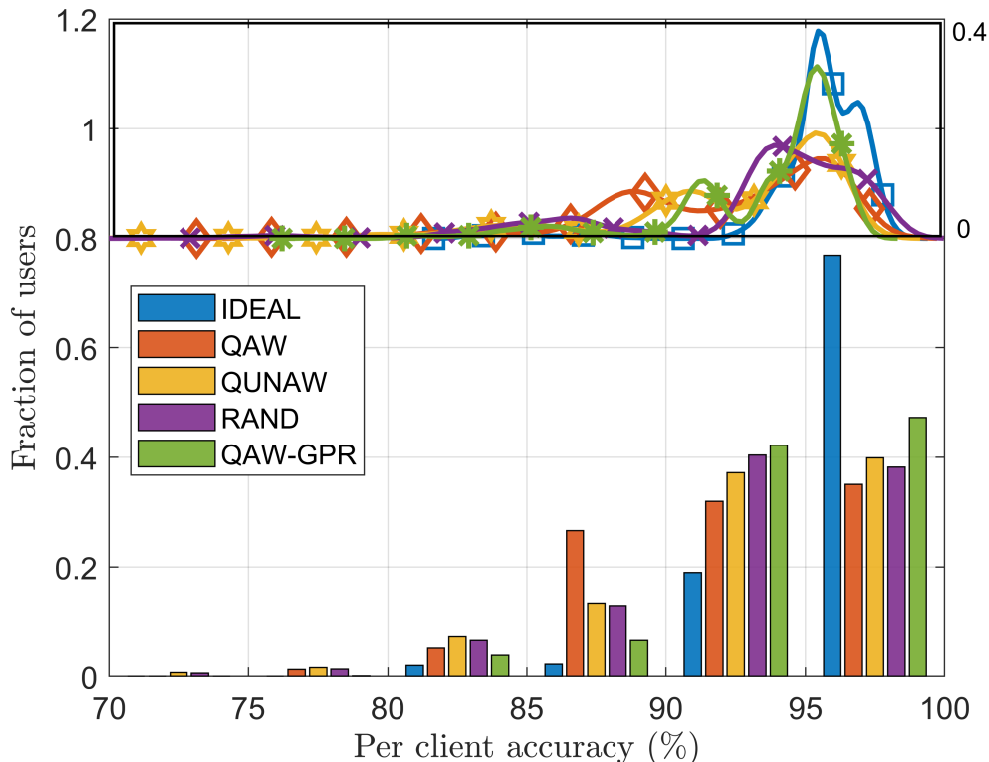 1.2
1
0.8
0.6
0.4
0.2
0
0.4
0
Fraction of users
IDEAL
QAW
QUNAW
RAND
QAW-GPR
70 75 80 85 90 95 100
Per client accuracy (%)